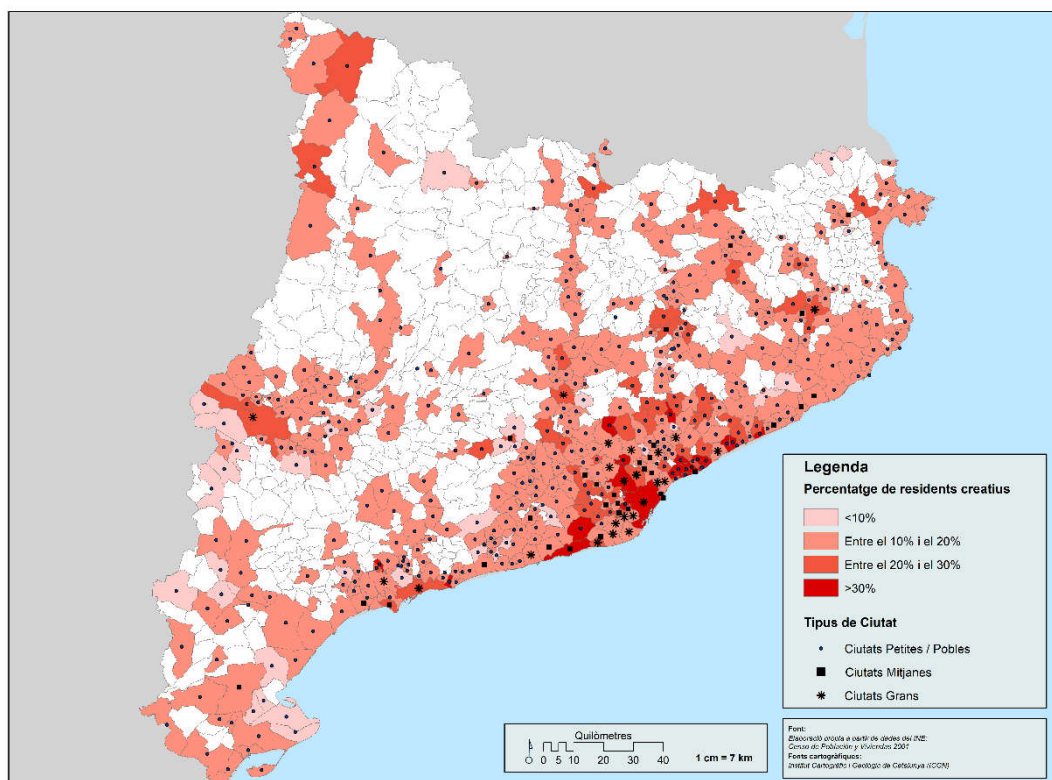 Legenda
Percentatge de residents creatius
<10%
Entre el 10% i el 20%
Entre el 20% i el 30%
>30%
Tipus de Ciutat
Ciutats Petites / Pobles
Ciutats Mitjanes
Ciutats Grans
Quilòmetres
0 5 10 20 30 40
1 cm = 7 km
Font:
Elaboració pròpia a partir de dades del INE:
Censo de Población y Viviendas 2001
Fonts cartogràfiques:
Institut Cartogràfic i Geològic de Catalunya (ICGC)